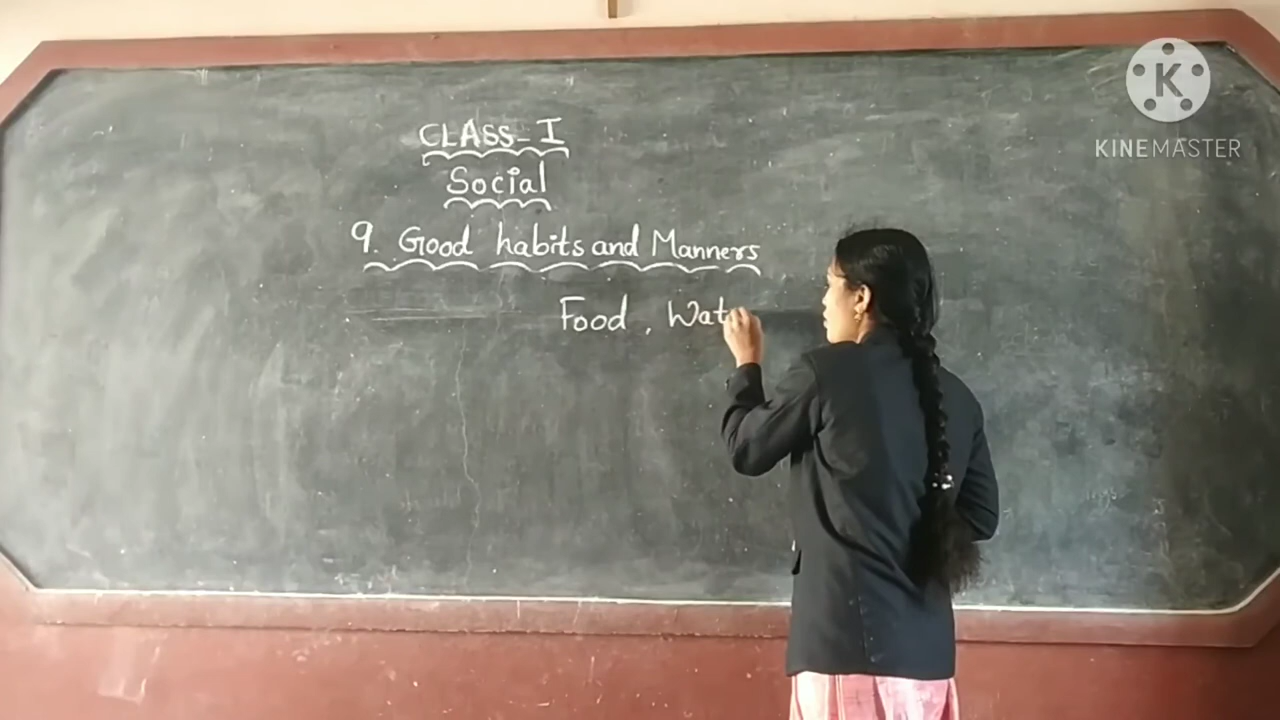 CLASS-I
Social
9. Good habits and Manners
Food, Wat
K
KINEMASTER